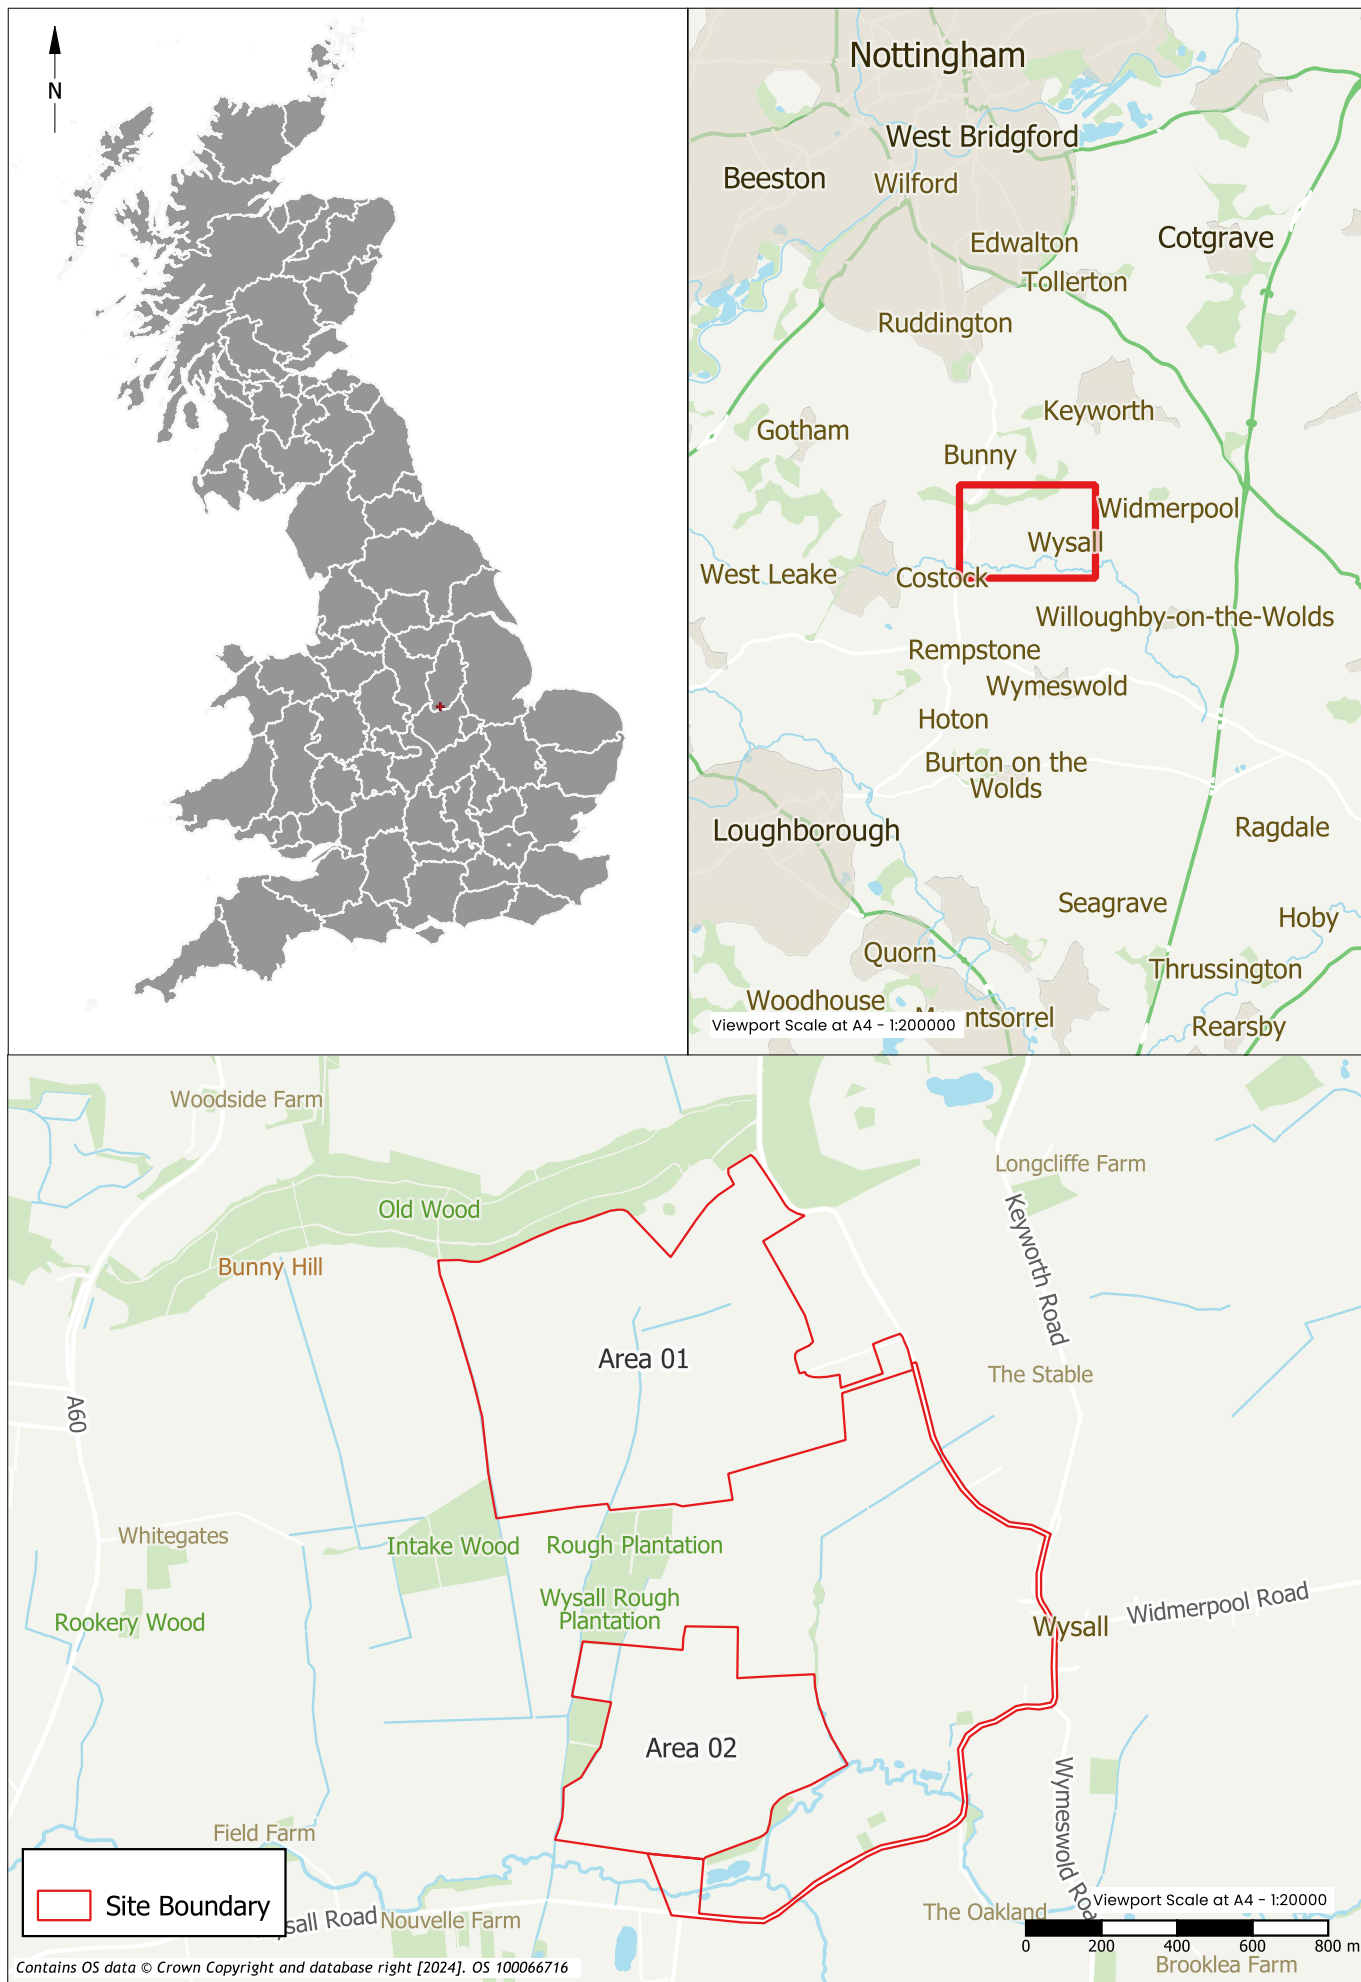 N
Nottingham
West Bridgford
Beeston
Wilford
Edwalton
Cotgrave
Tollerton
Ruddington
Keyworth
Gotham
Bunny
Widmerpool
Wysall
West Leake
Costock
Willoughby-on-the-Wolds
Rempstone
Wymeswold
Hoton
Burton on the
Wolds
Loughborough
Ragdale
Seagrave
Hoby
Quorn
Thrussington
Woodhouse
ntsorrel
Rearsby
Viewport Scale at A4 - 1:200000
Woodside Farm
Longcliffe Farm
Old Wood
Keyworth Road
Bunny Hill
Area 01
The Stable
A60
Whitegates
Intake Wood
Rough Plantation
Wysall Rough
Plantation
Rookery Wood
Widmerpool Road
Wysall
Area 02
Wymeswold Roa
Field Farm
Site Boundary
sall Road
Nouvelle Farm
The Oakland
Viewport Scale at A4 - 1:20000
0 200 400 600 800 m
Brooklea Farm
Contains OS data © Crown Copyright and database right [2024]. OS 100066716